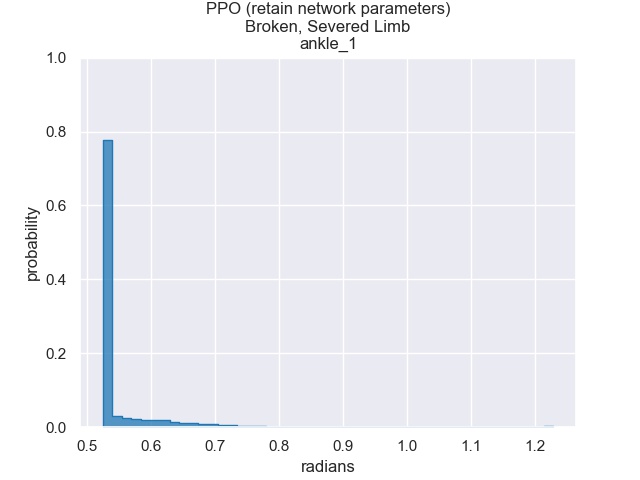 PPO (retain network parameters)
Broken, Severed Limb
ankle_1
1.0
0.8
0.6
0.4
0.2
0.0
probability
0.5 0.6 0.7 0.8 0.9 1.0 1.1 1.2
radians